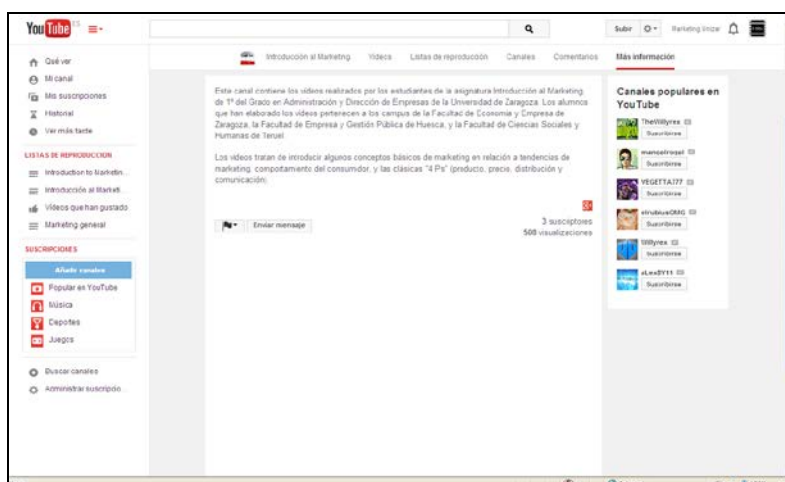 YouTube ES
Subir
Marketing Unizar
Qué ver
Mi canal
Mis suscripciones
Historial
Ver más tarde
LISTAS DE REPRODUCCIÓN
Introduction to Marketin...
Introducción al Marketi...
Vídeos que han gustado
Marketing general
SUSCRIPCIONES
Añadir canales
Popular en YouTube
Música
Deportes
Juegos
Buscar canales
Administrar suscripcio...
Introducción al Marketing Vídeos Listas de reproducción Canales Comentarios Más información
Este canal contiene los vídeos realizados por los estudiantes de la asignatura Introducción al Marketing,
de 1º del Grado en Administración y Dirección de Empresas de la Universidad de Zaragoza. Los alumnos
que han elaborado los vídeos pertenecen a los campus de la Facultad de Economía y Empresa de
Zaragoza, la Facultad de Empresa y Gestión Pública de Huesca, y la Facultad de Ciencias Sociales y
Humanas de Teruel
Los vídeos tratan de introducir algunos conceptos básicos de marketing en relación a tendencias de
marketing, comportamiento del consumidor, y las clásicas "4 Ps" (producto, precio, distribución y
comunicación)
Enviar mensaje
3 suscriptores
500 visualizaciones
Canales populares en
YouTube
TheWillyrex
Suscribirse
mangelrogel
Suscribirse
VEGETTA777
Suscribirse
elrubiusOMG
Suscribirse
Willyrex
Suscribirse
xLexBY11
Suscribirse